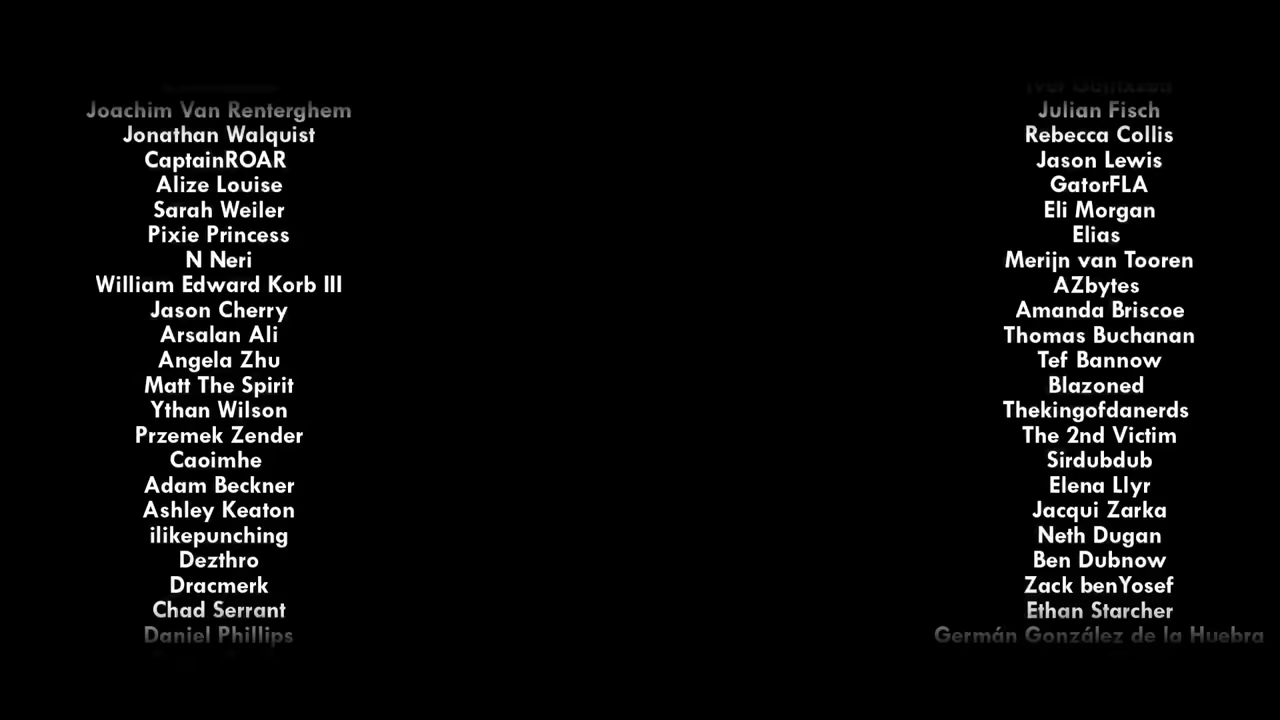 Joachim Van Renterghem
Jonathan Walquist
CaptainROAR
Alize Louise
Sarah Weiler
Pixie Princess
N Neri
William Edward Korb III
Jason Cherry
Arsalan Ali
Angela Zhu
Matt The Spirit
Ythan Wilson
Przemek Zender
Caoimhe
Adam Beckner
Ashley Keaton
ilikepunching
Dezthro
Dracmerk
Chad Serrant
Daniel Phillips
Julian Fisch
Rebecca Collis
Jason Lewis
GatorFLA
Eli Morgan
Elias
Merijn van Tooren
AZbytes
Amanda Briscoe
Thomas Buchanan
Tef Bannow
Blazoned
Thekingofdanerds
The 2nd Victim
Sirdubdub
Elena Llyr
Jacqui Zarka
Neth Dugan
Ben Dubnow
Zack benYosef
Ethan Starcher
Germán González de la Huebra